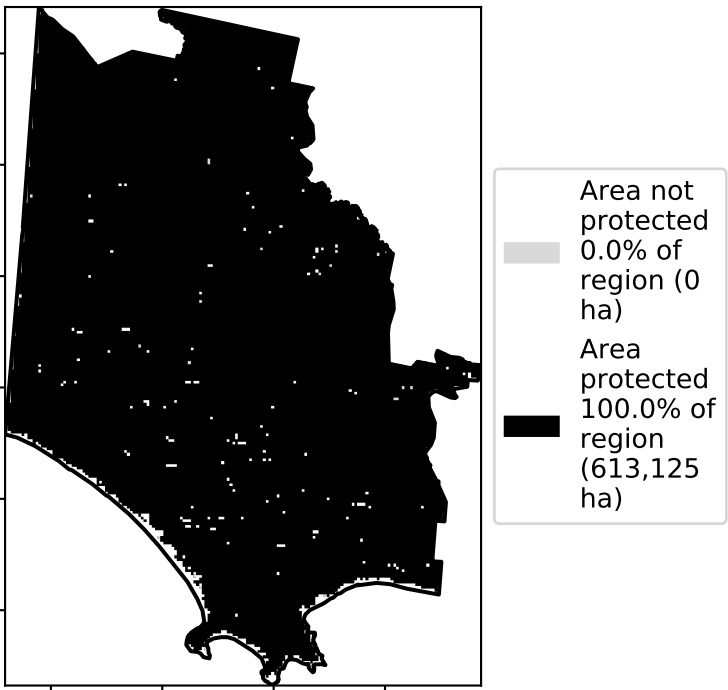 Area not
protected
0.0% of
region (0
ha)
Area
protected
100.0% of
region
(613,125
ha)